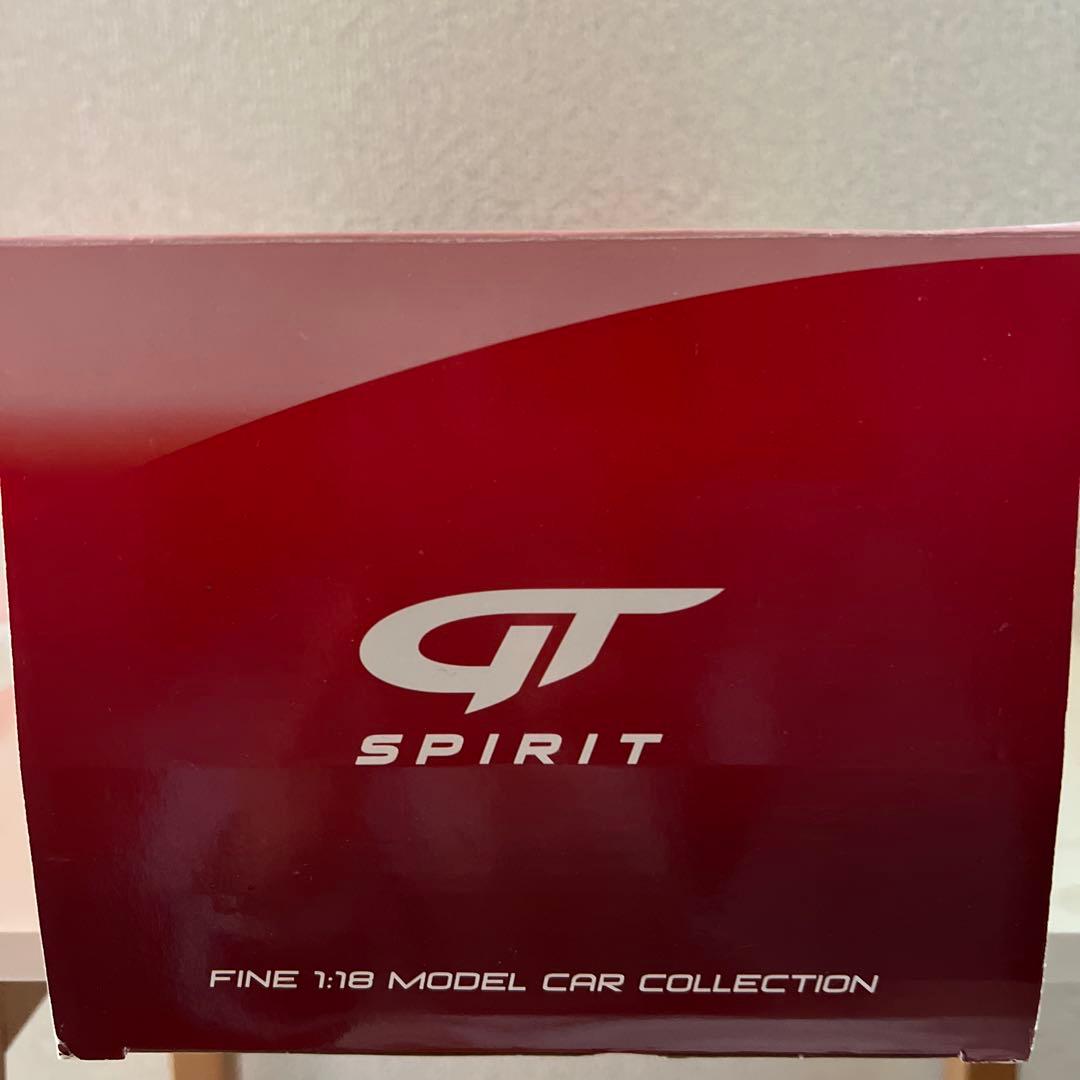 GT
SPIRIT
FINE 1:18 MODEL CAR COLLECTION